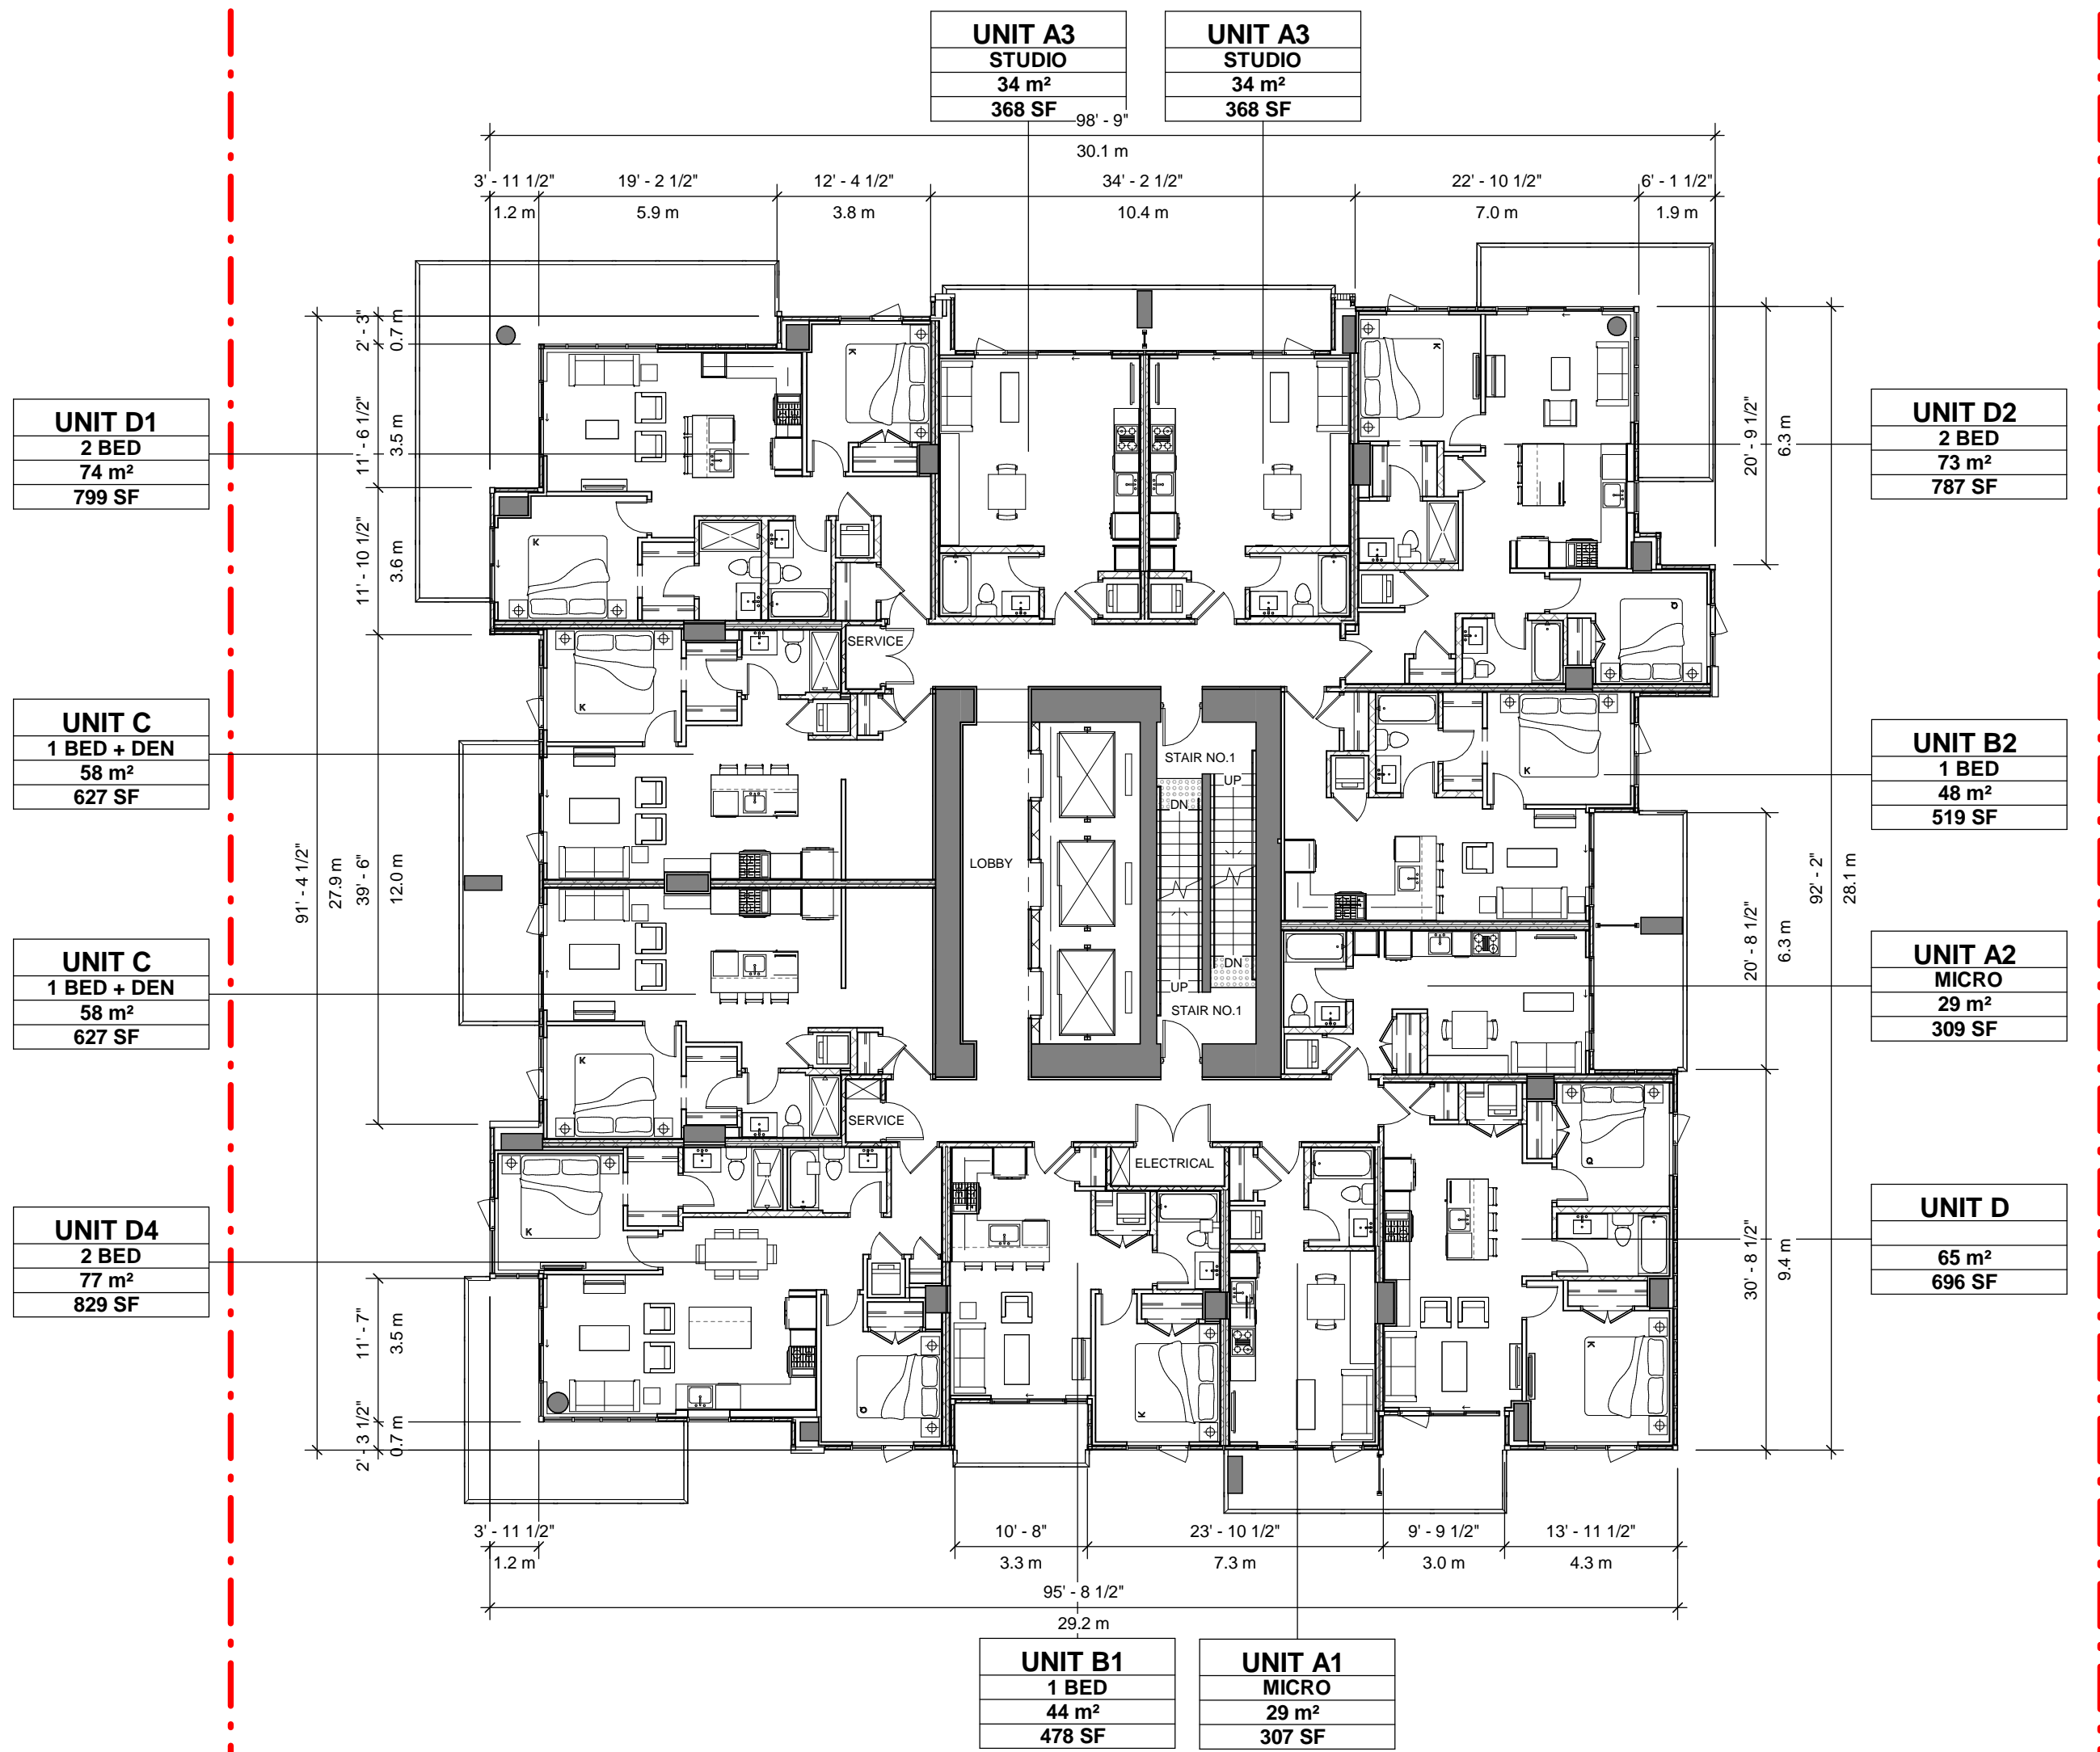 UNIT A3
STUDIO
34 m²
368 SF
UNIT A3
STUDIO
34 m²
368 SF
98' - 9"
30.1 m
3' - 11 1/2"
19' - 2 1/2"
12' - 4 1/2"
34' - 2 1/2"
22' - 10 1/2"
6' - 1 1/2"
1.2 m
5.9 m
3.8 m
10.4 m
7.0 m
1.9 m
UNIT D1
2 BED
74 m²
799 SF
UNIT C
1 BED + DEN
58 m²
627 SF
UNIT C
1 BED + DEN
58 m²
627 SF
UNIT D4
2 BED
77 m²
829 SF
91' - 4 1/2"
27.9 m
2' - 3"
0.7 m
11' - 6 1/2"
3.5 m
11' - 10 1/2"
3.6 m
39' - 6"
12.0 m
11' - 7"
3.5 m
2' - 3 1/2"
0.7 m
K
K
K
K
SERVICE
K
Q
LOBBY
STAIR NO.1
UP
DN
DN
UP
STAIR NO.1
K
SERVICE
ELECTRICAL
K
K
Q
K
Q
K
20' - 9 1/2"
6.3 m
20' - 8 1/2"
6.3 m
30' - 8 1/2"
9.4 m
92' - 2"
28.1 m
UNIT D2
2 BED
73 m²
787 SF
UNIT B2
1 BED
48 m²
519 SF
UNIT A2
MICRO
29 m²
309 SF
UNIT D
65 m²
696 SF
3' - 11 1/2"
10' - 8"
23' - 10 1/2"
9' - 9 1/2"
13' - 11 1/2"
1.2 m
3.3 m
7.3 m
3.0 m
4.3 m
95' - 8 1/2"
29.2 m
UNIT B1
1 BED
44 m²
478 SF
UNIT A1
MICRO
29 m²
307 SF